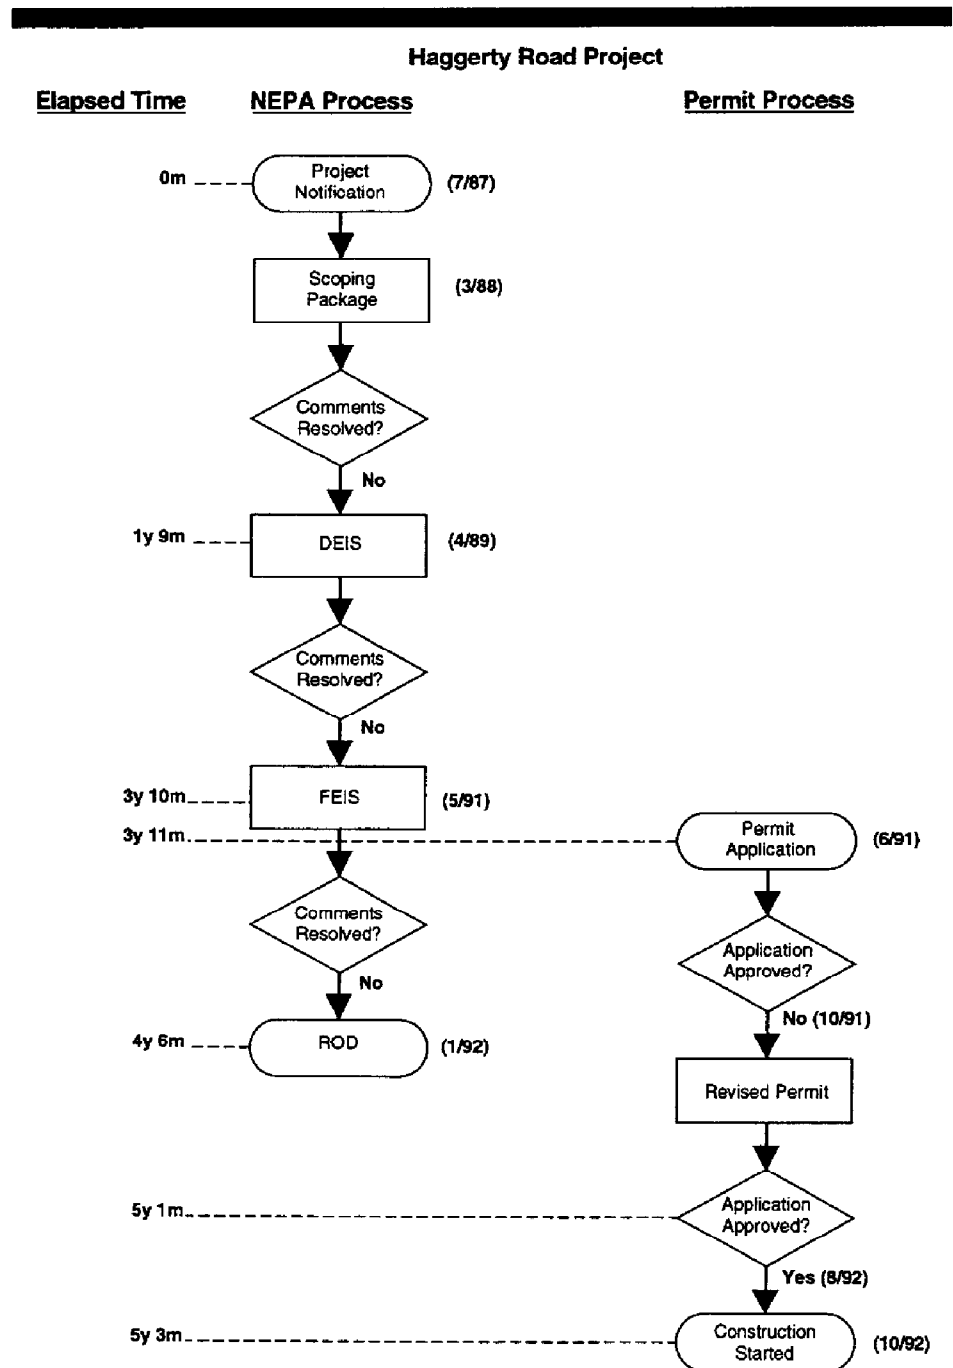 Haggerty Road Project
Elapsed Time NEPA Process Permit Process
0m Project
Notification (7/87)
Scoping
Package (3/88)
Comments
Resolved?
No
1y 9m DEIS (4/89)
Comments
Resolved?
No
3y 10m FEIS (5/91)
3y 11m Permit
Application (6/91)
Comments
Resolved?
Application
Approved?
No
No (10/91)
4y 6m ROD (1/92)
Revised Permit
5y 1m Application
Approved?
Yes (8/92)
5y 3m Construction
Started (10/92)